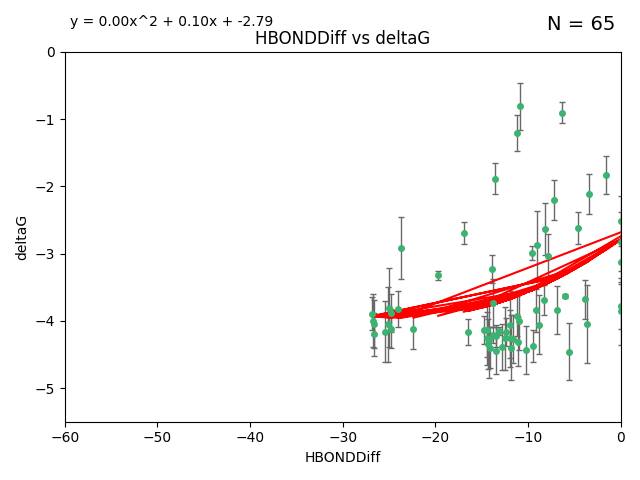 y = 0.00x^2 + 0.10x + -2.79
N = 65
HBONDDiff vs deltaG
0
−1
−2
−3
−4
−5
deltaG
−60 −50 −40 −30 −20 −10 0
HBONDDiff